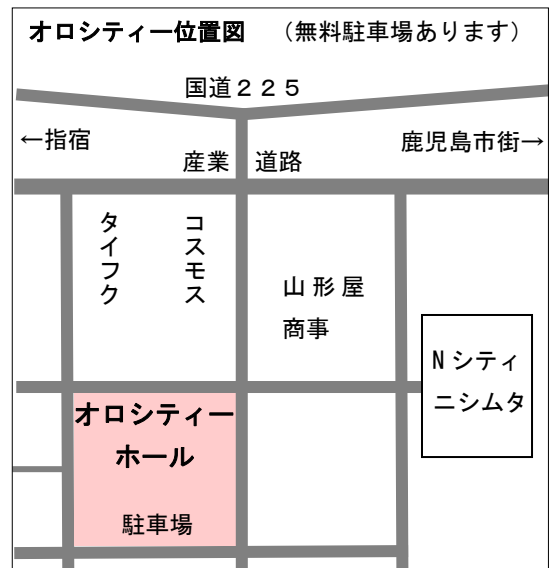 オロシティー位置図 （無料駐車場あります）
国道２２５
←指宿
鹿児島市街→
産業 道路
タイフク
コスモス
山形屋
商事
Nシティ
ニシムタ
オロシティー
ホール
駐車場